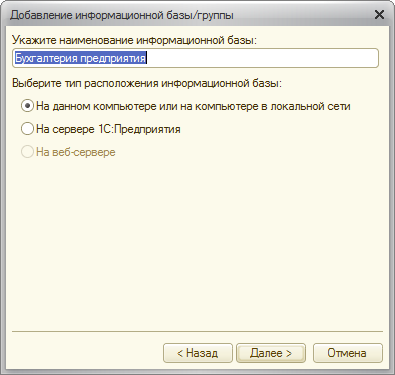 Добавление информационной базы/группы
Укажите наименование информационной базы:
Бухгалтерия предприятия
Выберите тип расположения информационной базы:
На данном компьютере или на компьютере в локальной сети
На сервере 1С:Предприятия
На веб-сервере
< Назад Далее > Отмена